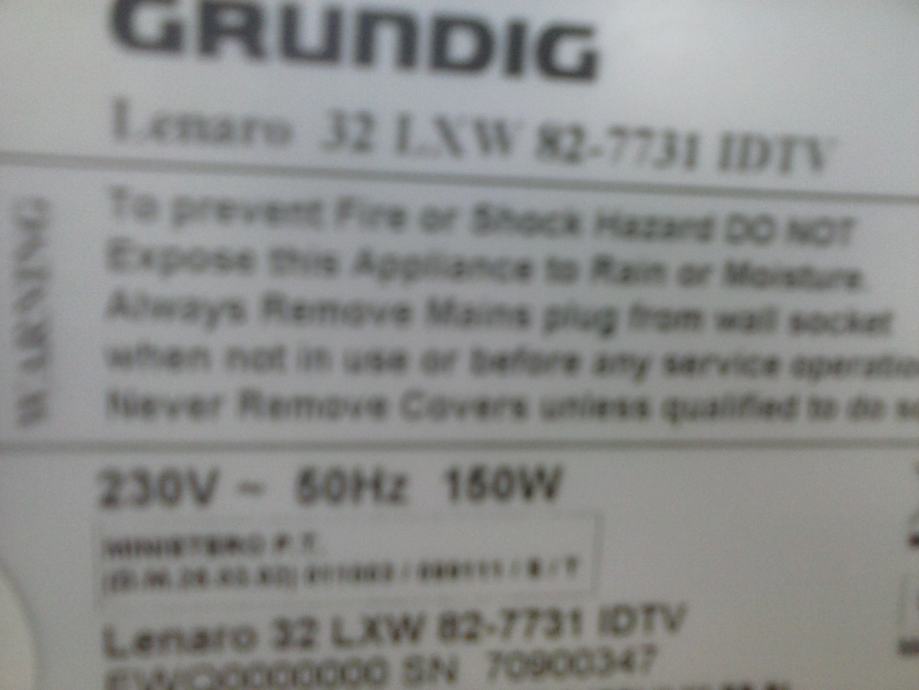 GRUNDIG
Lenaro 32 LXW 82-7731 IDTV
WARNING
To prevent Fire or Shock Hazard DO NOT
Expose this Appliance to Rain or Moisture.
Always Remove Mains plug from wall socket
when not in use or before any service operatio
Never Remove Covers unless qualified to do s
230V ~ 50Hz 150W
MINISTERO P.T.
Lenaro 32 LXW 82-7731 IDTV
SN 70900347